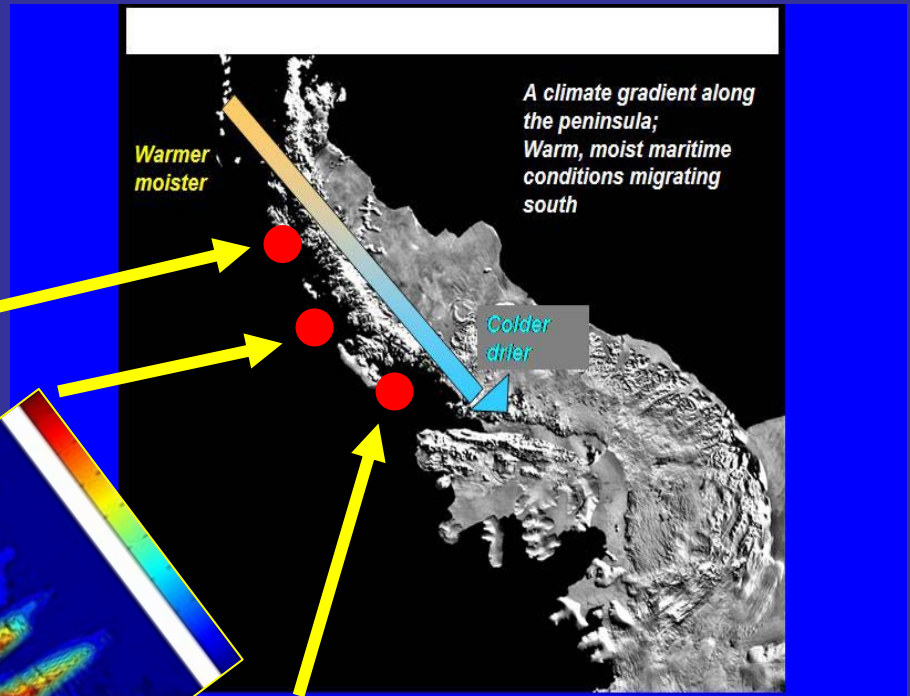 A climate gradient along
the peninsula;
Warm, moist maritime
conditions migrating
south
Warmer
moister
Colder
drier